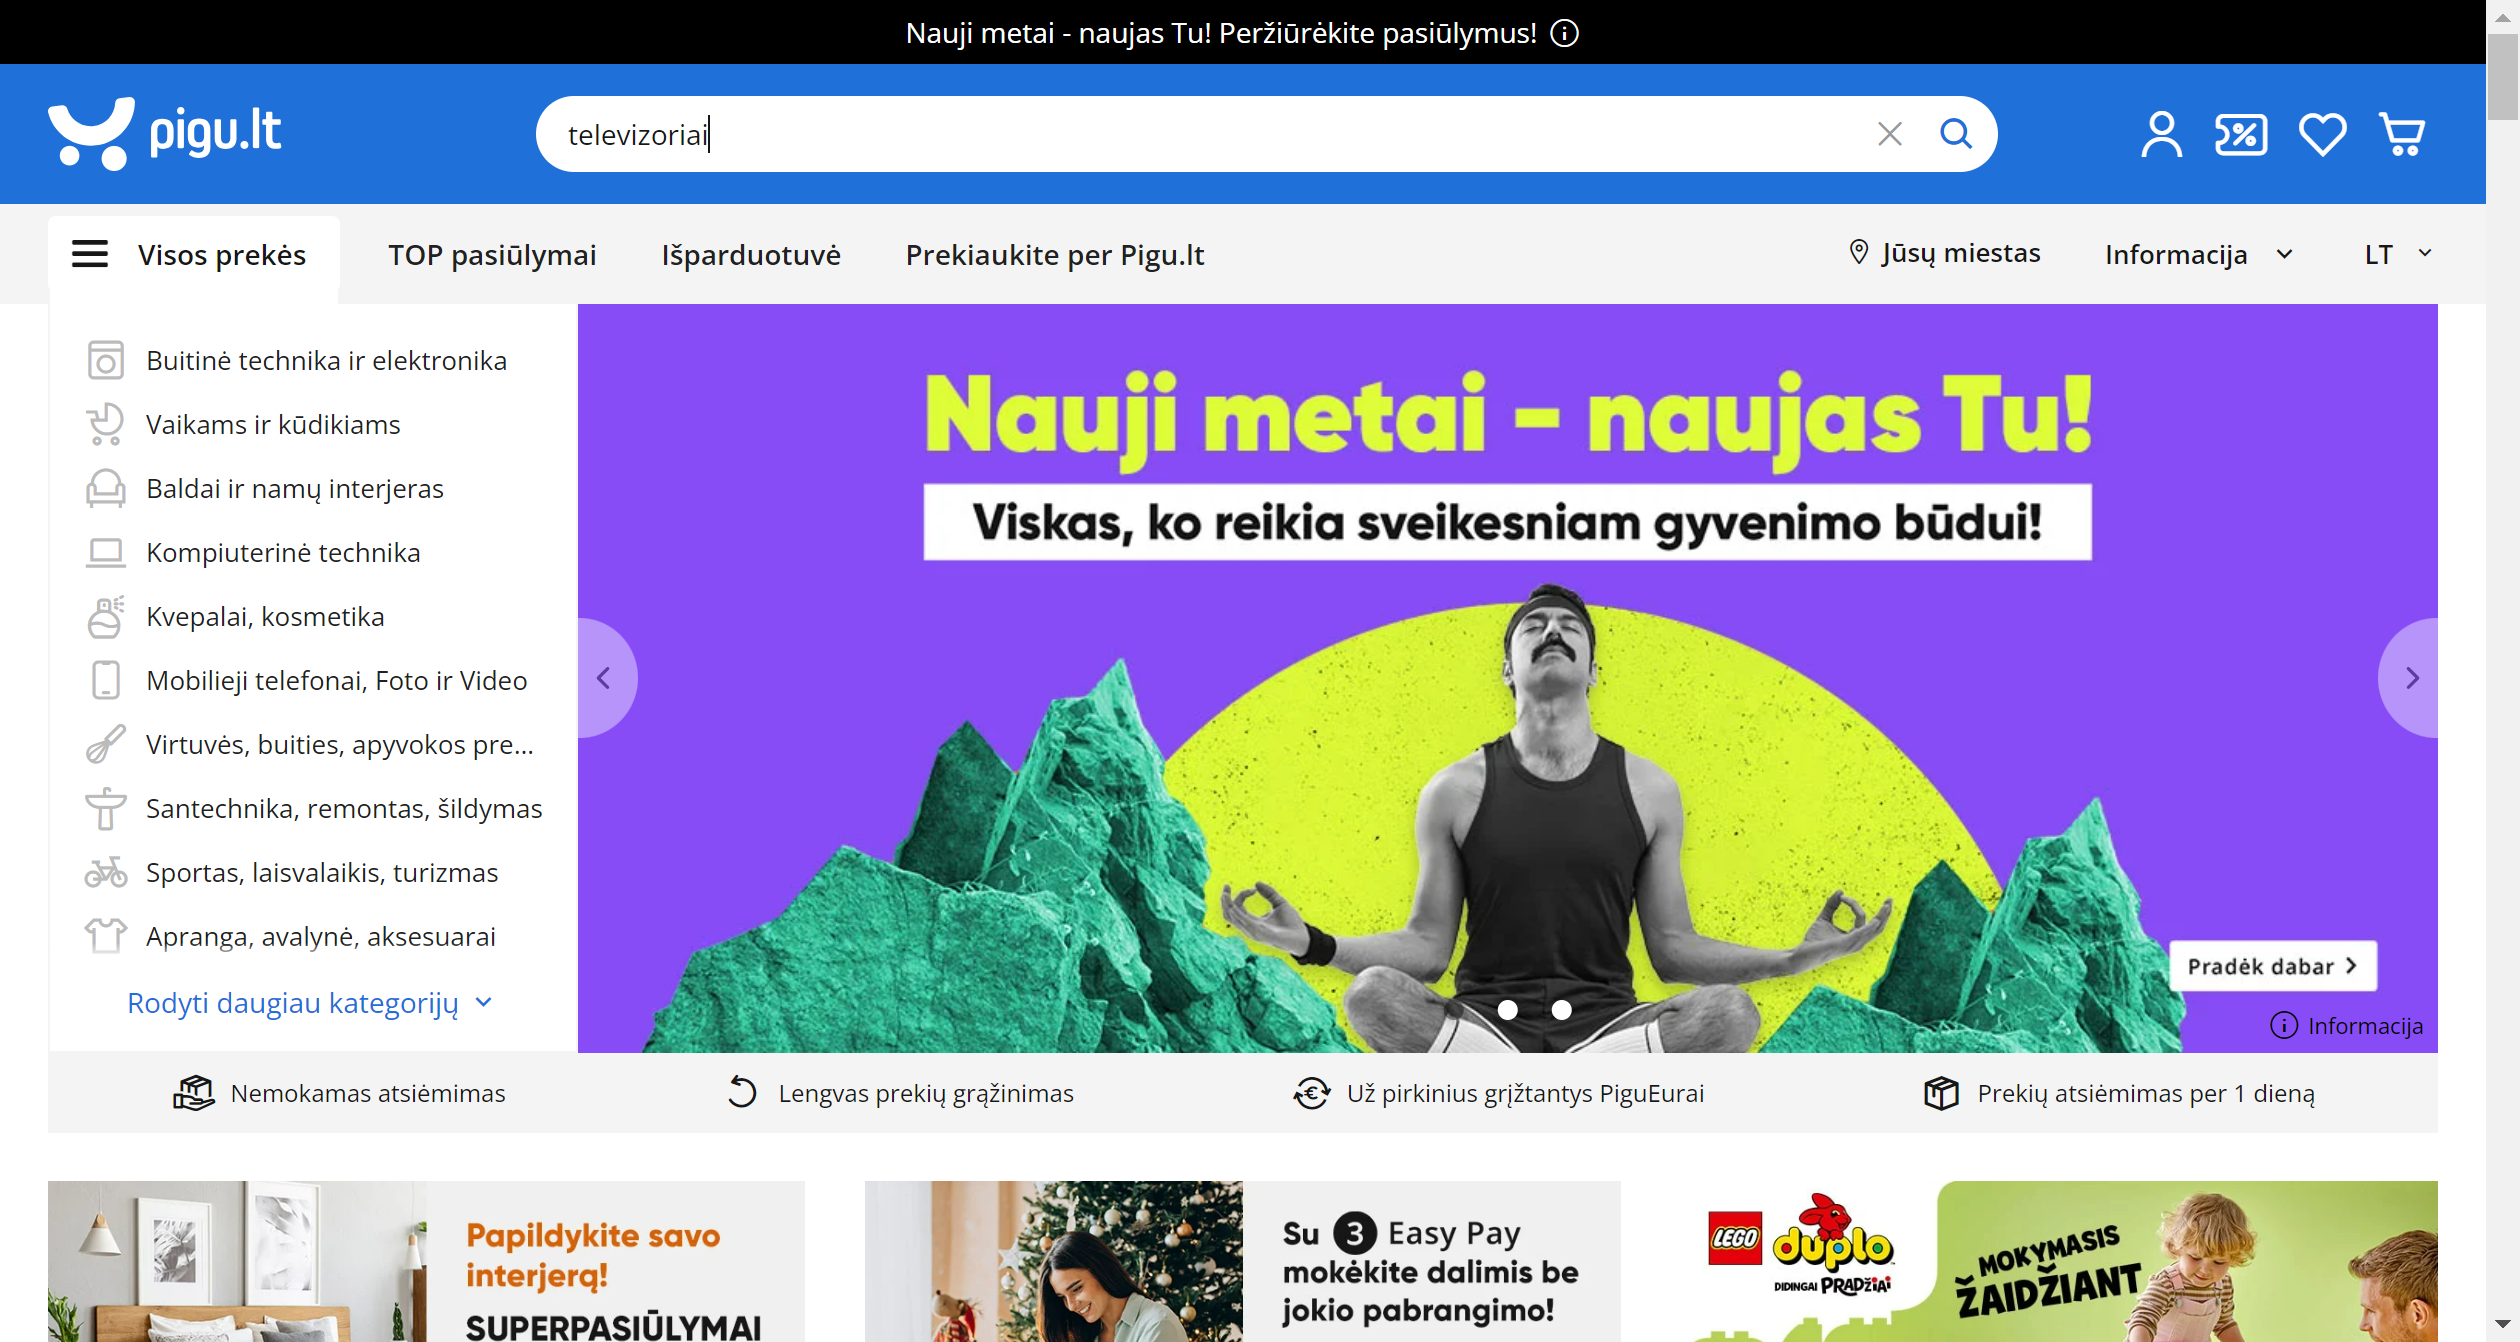 Nauji metai - naujas Tu! Peržiūrėkite pasiūlymus!
pigu.lt
televizoriai
Visos prekės
TOP pasiūlymai
Išparduotuvė
Prekiaukite per Pigu.lt
Jūsų miestas
Informacija
LT
Buitinė technika ir elektronika
Vaikams ir kūdikiams
Baldai ir namų interjeras
Kompiuterinė technika
Kvepalai, kosmetika
Mobilieji telefonai, Foto ir Video
Virtuvės, buities, apyvokos pre...
Santechnika, remontas, šildymas
Sportas, laisvalaikis, turizmas
Apranga, avalynė, aksesuarai
Rodyti daugiau kategorijų
Nauji metai - naujas Tu!
Viskas, ko reikia sveikesniam gyvenimo būdui!
Pradėk dabar
Informacija
Nemokamas atsiėmimas
Lengvas prekių grąžinimas
Už pirkinius grįžtantys PiguEurai
Prekių atsiėmimas per 1 dieną
Papildykite savo
interjerą!
SUPERPASIŪLYMAI
Su 3 Easy Pay
mokėkite dalimis be
jokio pabrangimo!
LEGO duplo
DIDINGAI PRADŽIAI
MOKYMASIS
ŽAIDŽIANT